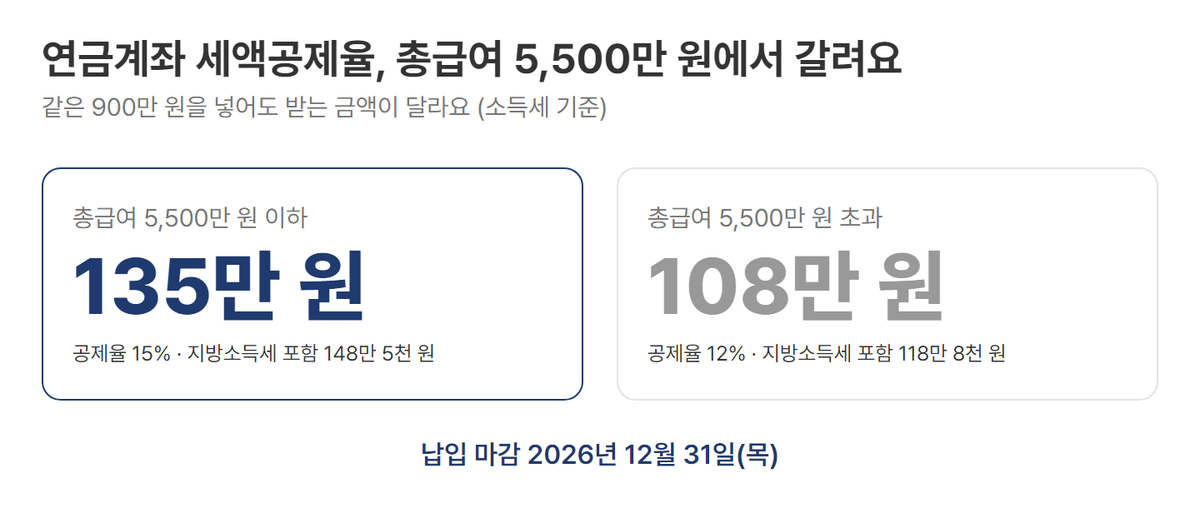 연금계좌 세액공제율, 총급여 5,500만 원에서 갈려요
같은 900만 원을 넣어도 받는 금액이 달라요 (소득세 기준)
총급여 5,500만 원 이하
135만 원
공제율 15% · 지방소득세 포함 148만 5천 원
총급여 5,500만 원 초과
108만 원
공제율 12% · 지방소득세 포함 118만 8천 원
납입 마감 2026년 12월 31일(목)